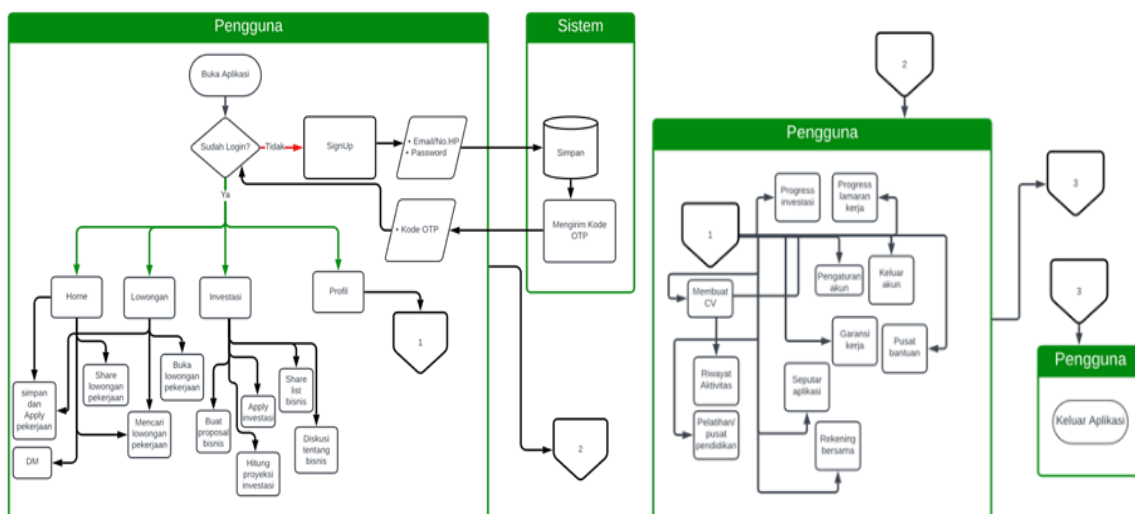 Pengguna
Buka Aplikasi
Sudah Login?
Tidak
SignUp
• Email/No.HP
• Password
Ya
• Kode OTP
Home
Lowongan
Investasi
Profil
1
simpan
dan
Apply
pekerjaan
Share
lowongan
pekerjaan
Buka
lowongan
pekerjaan
Mencari
lowongan
pekerjaan
DM
Buat
proposal
bisnis
Apply
investasi
Share
list
bisnis
Hitung
proyeksi
investasi
Diskusi
tentang
bisnis
Sistem
Simpan
Mengirim Kode
OTP
2
2
Pengguna
Progress
investasi
Progress
lamaran
kerja
1
Pengaturan
akun
Keluar
akun
Membuat
CV
Garansi
kerja
Pusat
bantuan
Riwayat
Aktivitas
Seputar
aplikasi
Pelatihan/
pusat
pendidikan
Rekening
bersama
3
3
Pengguna
Keluar Aplikasi